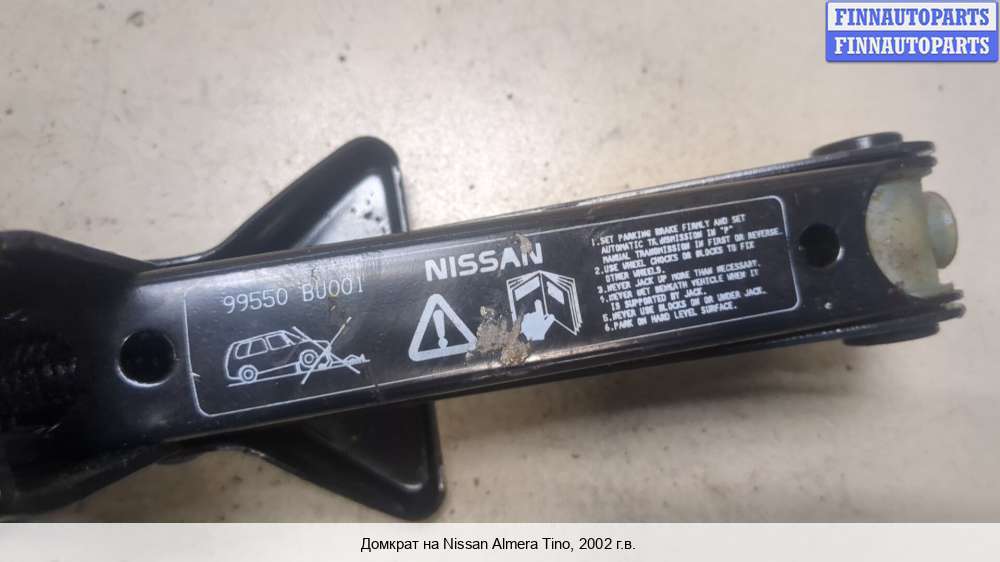 FINNAUTOPARTS
FINNAUTOPARTS
99550 BU001
NISSAN
1.SET PARKING BRAKE FIRMLY AND SET
AUTOMATIC TRANSMISSION IN "P"
MANUAL TRANSMISSION IN FIRST OR REVERSE.
2.USE WHEEL CHOCKS OR BLOCKS TO FIX
OTHER WHEELS.
3.NEVER JACK UP MORE THAN NECESSARY.
4.NEVER GET BENEATH VEHICLE WHEN IT
IS SUPPORTED BY JACK.
5.NEVER USE BLOCKS ON OR UNDER JACK.
6.PARK ON HARD LEVEL SURFACE.
Домкрат на Nissan Almera Tino, 2002 г.в.